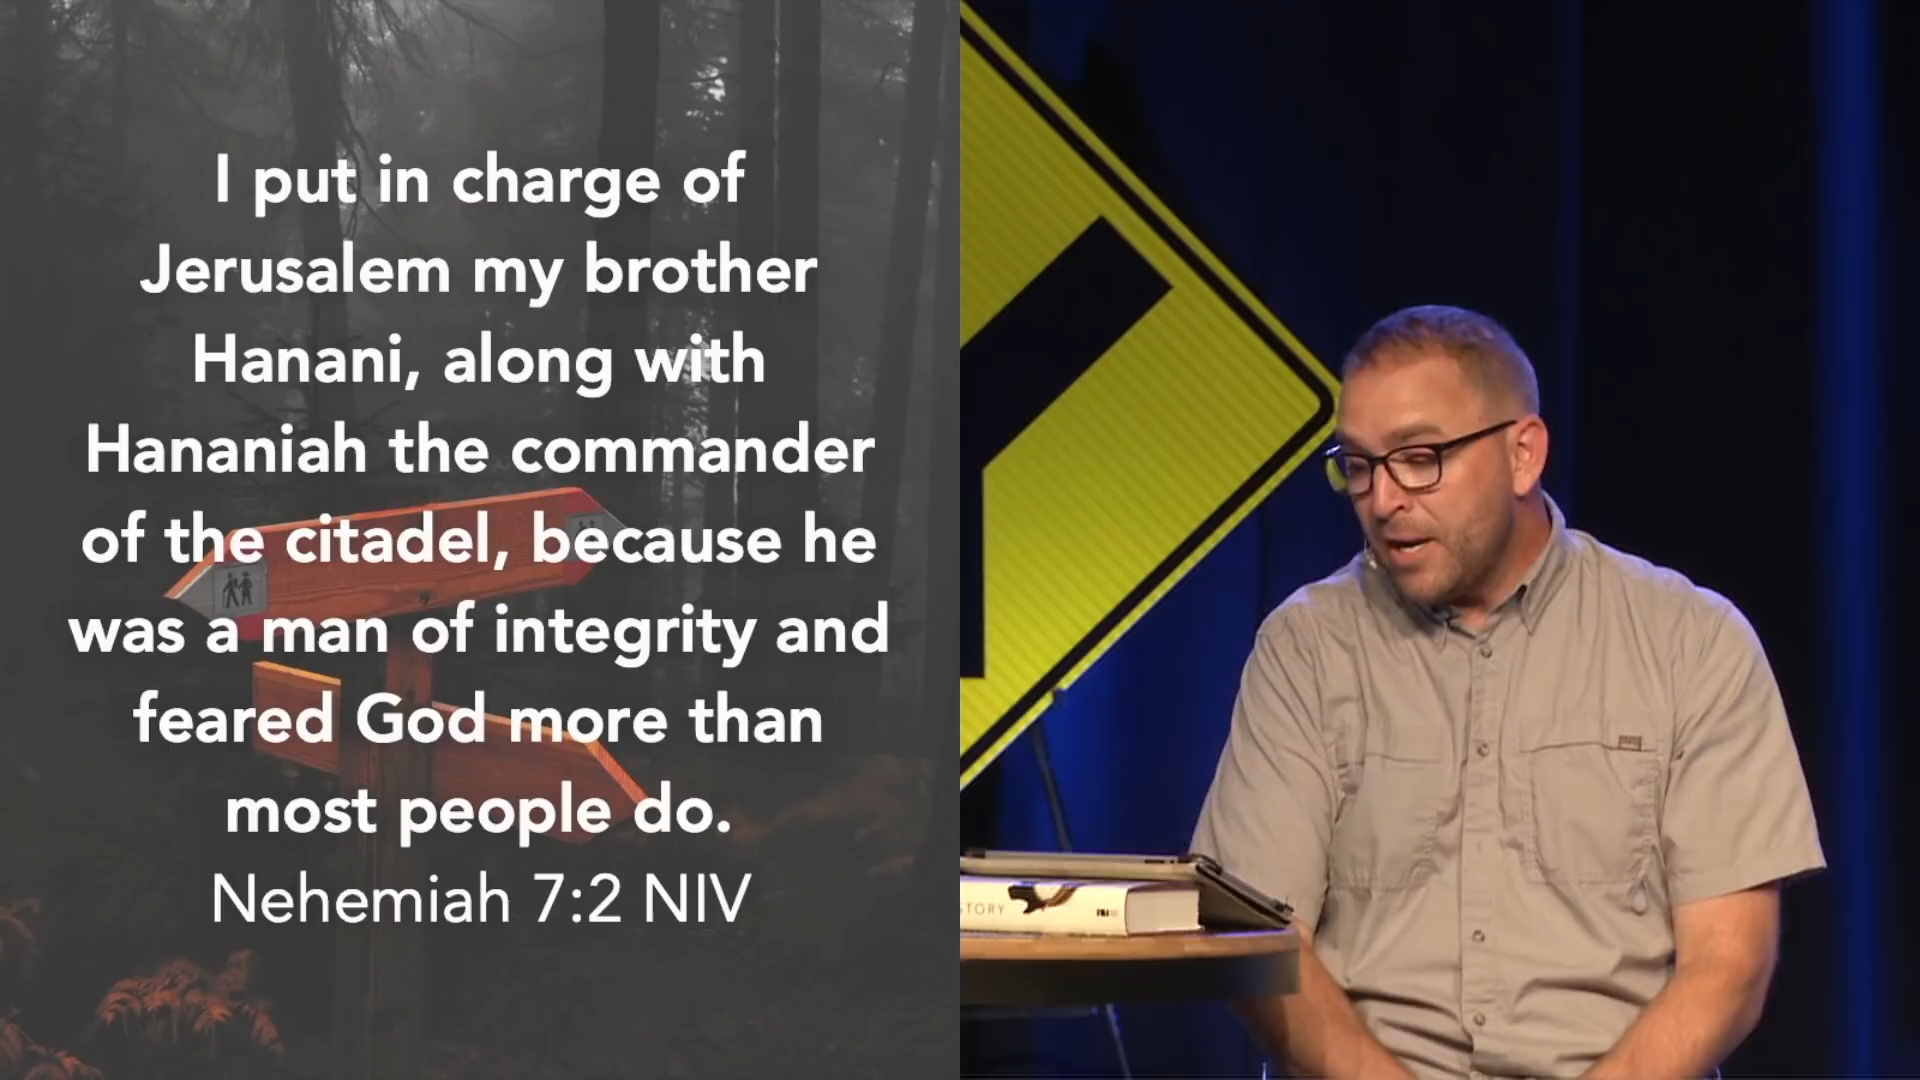 I put in charge of
Jerusalem my brother
Hanani, along with
Hananiah the commander
of the citadel, because he
was a man of integrity and
feared God more than
most people do.
Nehemiah 7:2 NIV
STORY